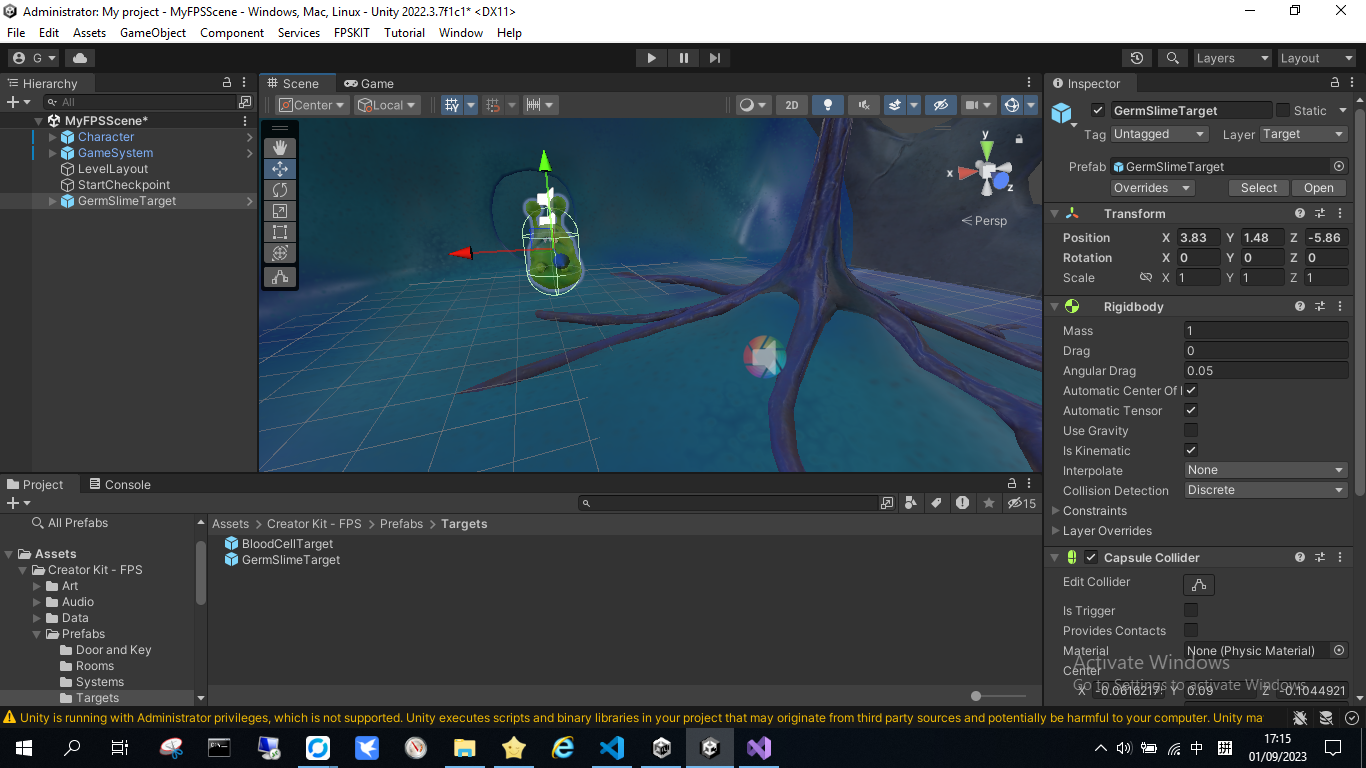 Administrator: My project - MyFPSScene - Windows, Mac, Linux - Unity 2022.3.7f1c1* <DX11>
File Edit Assets GameObject Component Services FPSKIT Tutorial Window Help
G Layers Layout
Hierarchy
All
MyFPSScene*
Character
GameSystem
LevelLayout
StartCheckpoint
GermSlimeTarget
Scene Game
Center Local 2D
y
x
z
Persp
Inspector
GermSlimeTarget Static
Tag Untagged Layer Target
Prefab GermSlimeTarget
Overrides Select Open
Transform
Position X 3.83 Y 1.48 Z -5.86
Rotation X 0 Y 0 Z 0
Scale X 1 Y 1 Z 1
Rigidbody
Mass 1
Drag 0
Angular Drag 0.05
Automatic Center Of
Automatic Tensor
Use Gravity
Is Kinematic
Interpolate None
Collision Detection Discrete
Constraints
Layer Overrides
Capsule Collider
Edit Collider
Is Trigger
Provides Contacts
Material None (Physic Material)
Center
X -0.0616217 Y 0.09 Z -0.1044921
Activate Windows
Go to Settings to activate Windows.
Project Console
15
All Prefabs
Assets
Creator Kit - FPS
Art
Audio
Data
Prefabs
Door and Key
Rooms
Systems
Targets
Assets > Creator Kit - FPS > Prefabs > Targets
BloodCellTarget
GermSlimeTarget
Unity is running with Administrator privileges, which is not supported. Unity executes scripts and binary libraries in your project that may originate from third party sources and potentially be harmful to your computer. Unity ma
中 拼 17:15
01/09/2023